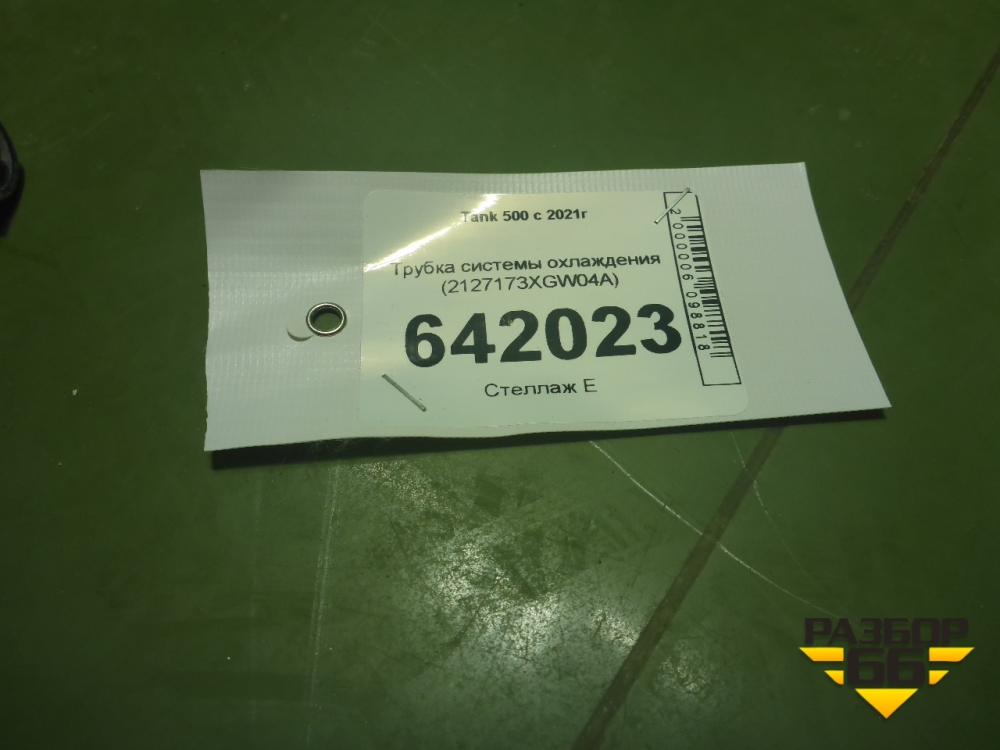 Tank 500 с 2021г
Трубка системы охлаждения
(2127173XGW04A)
642023
Стеллаж Е
2000006098818
РАЗБОР
66